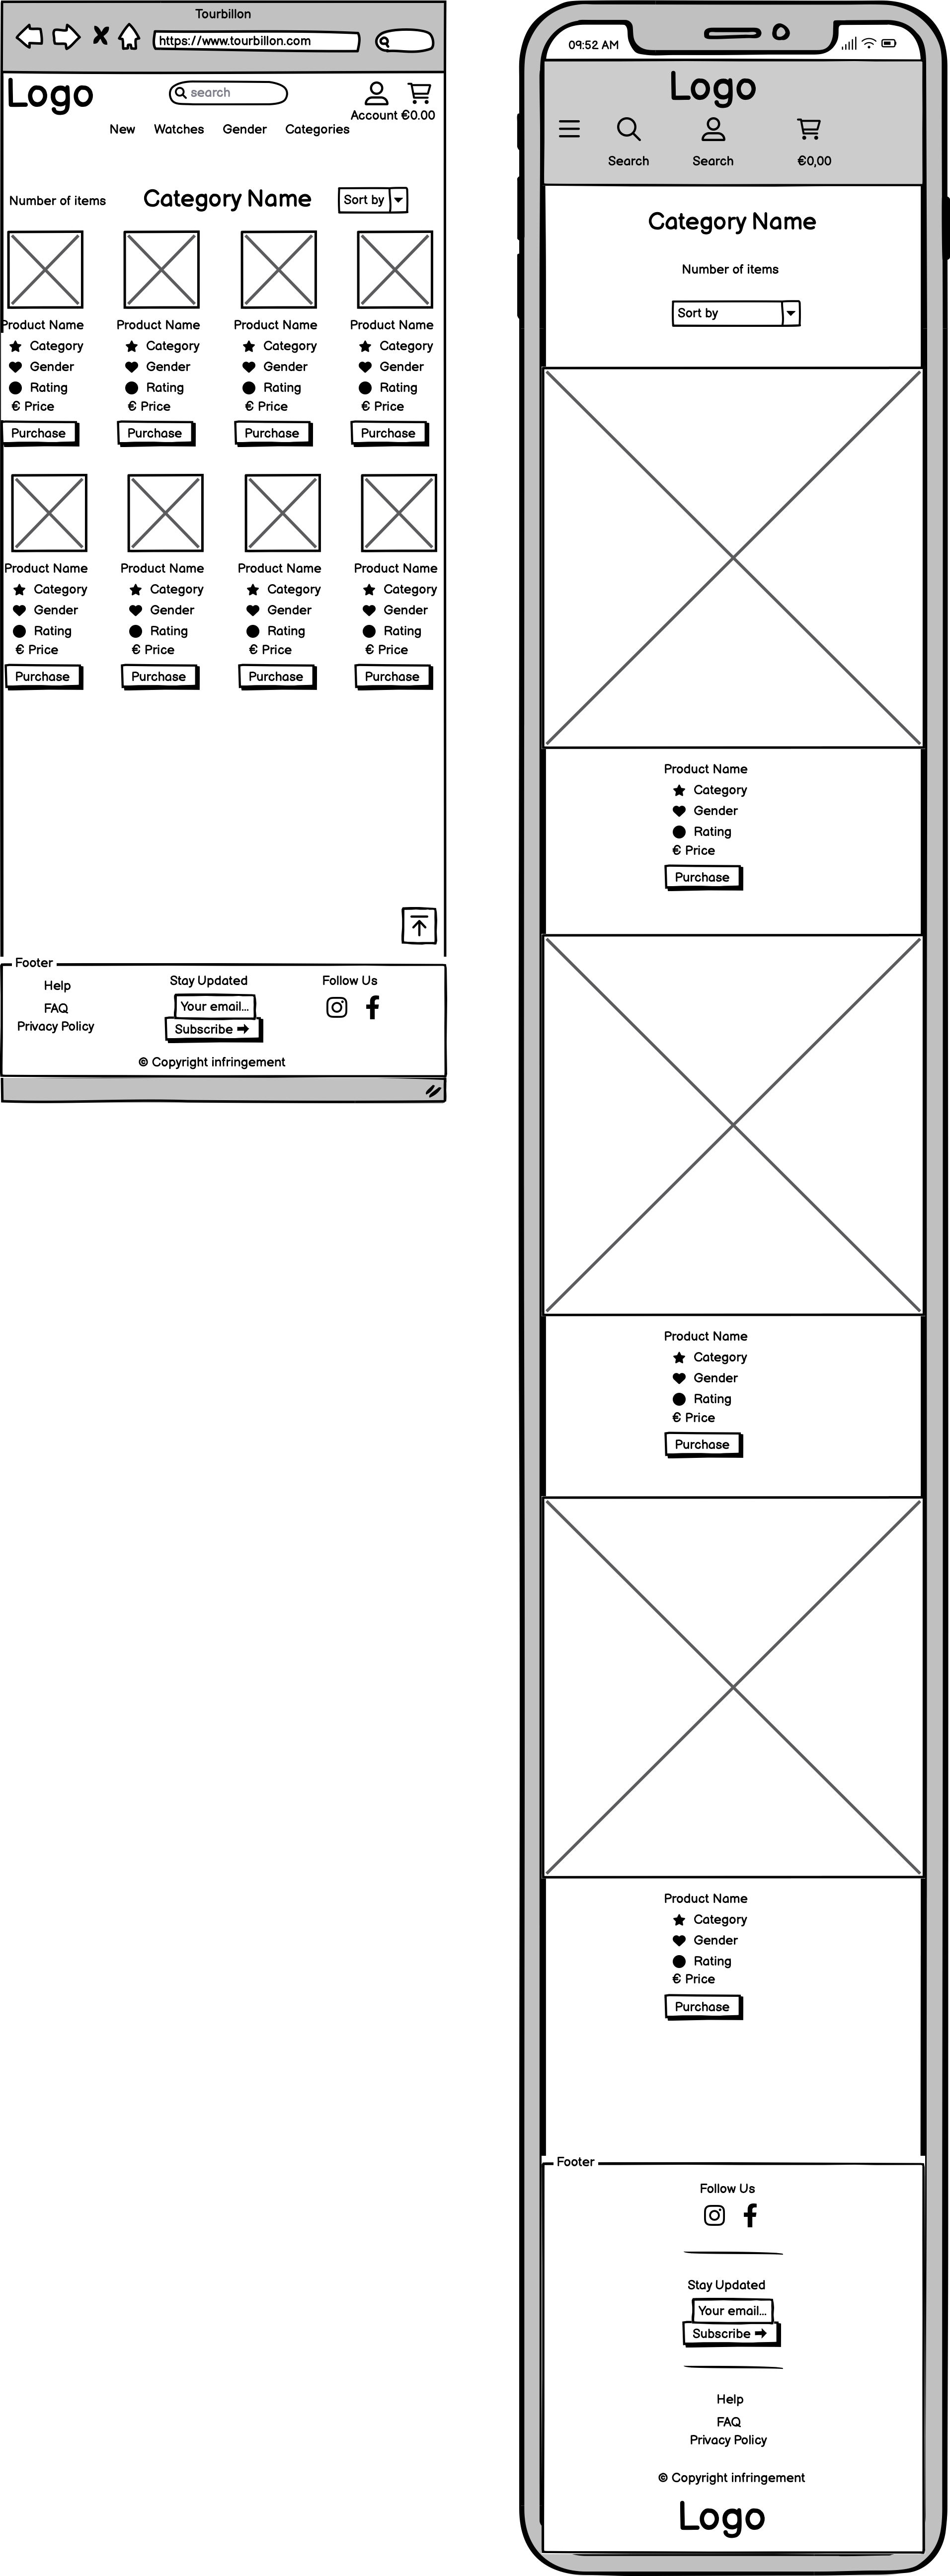 Tourbillon
https://www.tourbillon.com
Logo
search
Account €0.00
New Watches Gender Categories
Number of items Category Name Sort by
Product Name Product Name Product Name Product Name
Category Category Category Category
Gender Gender Gender Gender
Rating Rating Rating Rating
€ Price € Price € Price € Price
Purchase Purchase Purchase Purchase
Product Name Product Name Product Name Product Name
Category Category Category Category
Gender Gender Gender Gender
Rating Rating Rating Rating
€ Price € Price € Price € Price
Purchase Purchase Purchase Purchase
Footer
Help
FAQ
Privacy Policy
Stay Updated
Your email...
Subscribe
Follow Us
© Copyright infringement
09:52 AM
Logo
Search Search €0,00
Category Name
Number of items
Sort by
Product Name
Category
Gender
Rating
€ Price
Purchase
Product Name
Category
Gender
Rating
€ Price
Purchase
Product Name
Category
Gender
Rating
€ Price
Purchase
Footer
Follow Us
Stay Updated
Your email...
Subscribe
Help
FAQ
Privacy Policy
© Copyright infringement
Logo